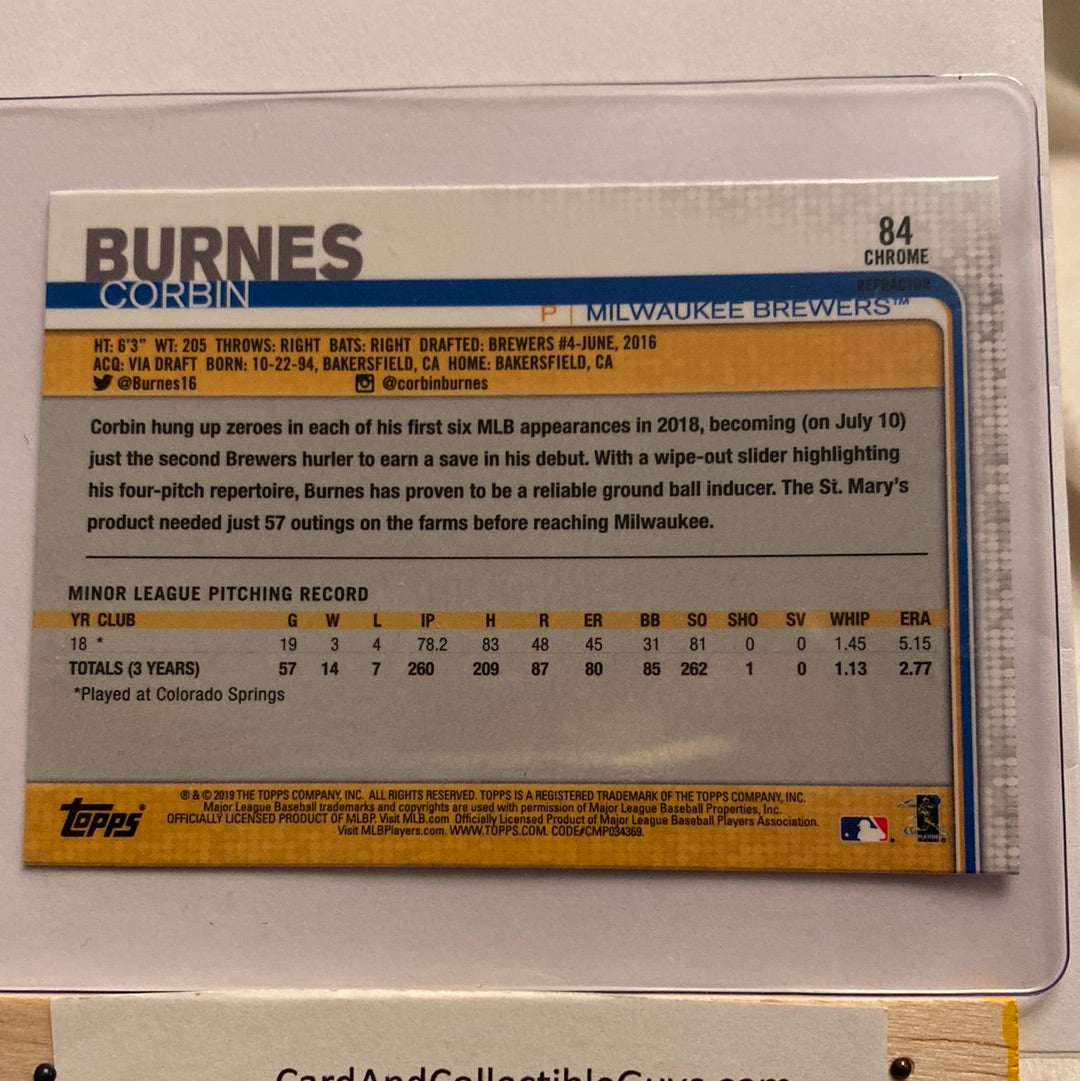 BURNES
CORBIN
84
CHROME
REFRACTOR
P | MILWAUKEE BREWERS™
HT: 6'3" WT: 205 THROWS: RIGHT BATS: RIGHT DRAFTED: BREWERS #4-JUNE, 2016
ACQ: VIA DRAFT BORN: 10-22-94, BAKERSFIELD, CA HOME: BAKERSFIELD, CA
@Burnes16 @corbinburnes
Corbin hung up zeroes in each of his first six MLB appearances in 2018, becoming (on July 10)
just the second Brewers hurler to earn a save in his debut. With a wipe-out slider highlighting
his four-pitch repertoire, Burnes has proven to be a reliable ground ball inducer. The St. Mary's
product needed just 57 outings on the farms before reaching Milwaukee.
MINOR LEAGUE PITCHING RECORD
YR CLUB G W L IP H R ER BB SO SHO SV WHIP ERA
18 * 19 3 4 78.2 83 48 45 31 81 0 0 1.45 5.15
TOTALS (3 YEARS) 57 14 7 260 209 87 80 85 262 1 0 1.13 2.77
*Played at Colorado Springs
Topps®
® & © 2019 THE TOPPS COMPANY, INC. ALL RIGHTS RESERVED. TOPPS IS A REGISTERED TRADEMARK OF THE TOPPS COMPANY, INC.
Major League Baseball trademarks and copyrights are used with permission of Major League Baseball Properties, Inc.
OFFICIALLY LICENSED PRODUCT OF MLBP. Visit MLB.com Officially Licensed Product of Major League Baseball Players Association.
Visit MLBPlayers.com. WWW.TOPPS.COM. CODE#CMP034369.
CardAndCollectibleGuys.com